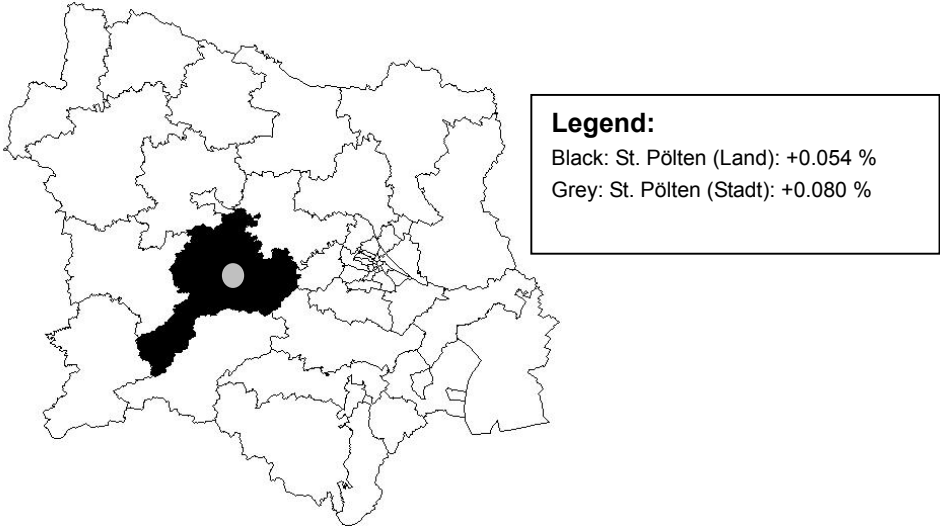 Legend:
Black: St. Pölten (Land): +0.054 %
Grey: St. Pölten (Stadt): +0.080 %